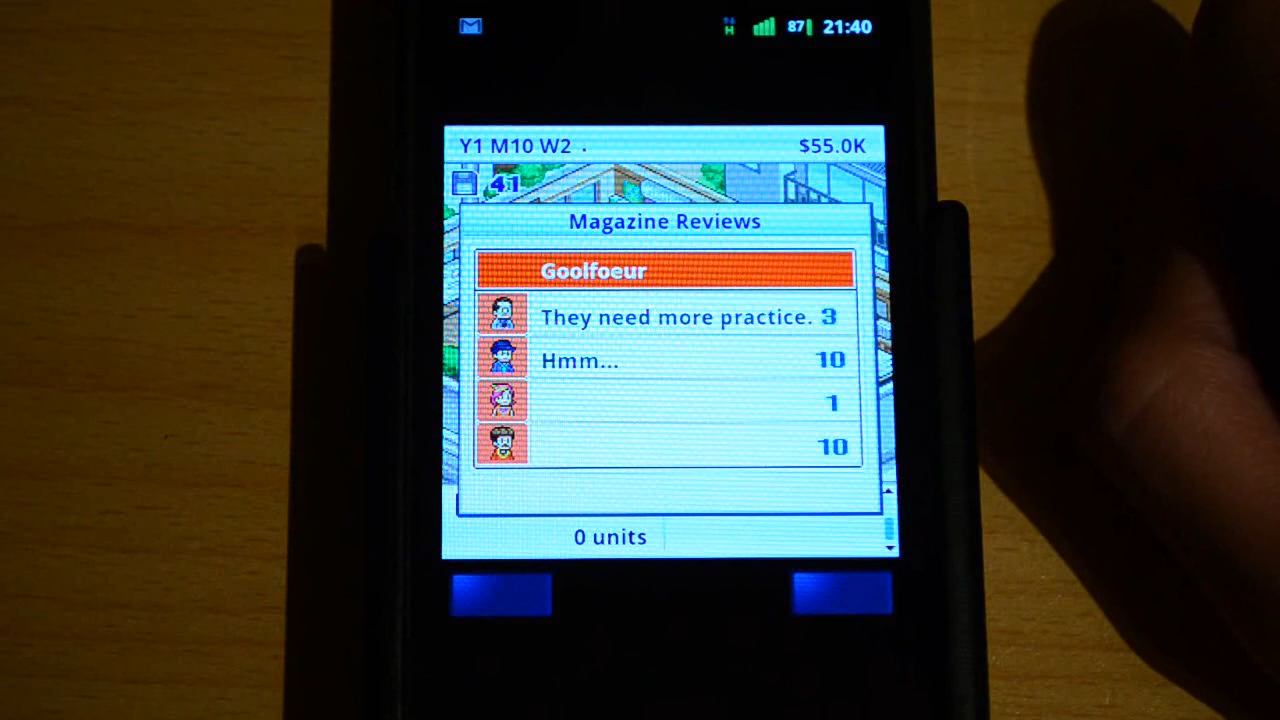 H 87 21:40
Y1 M10 W2 . $55.0K
41
Magazine Reviews
Goolfoeur
They need more practice. 3
Hmm... 10
1
10
0 units